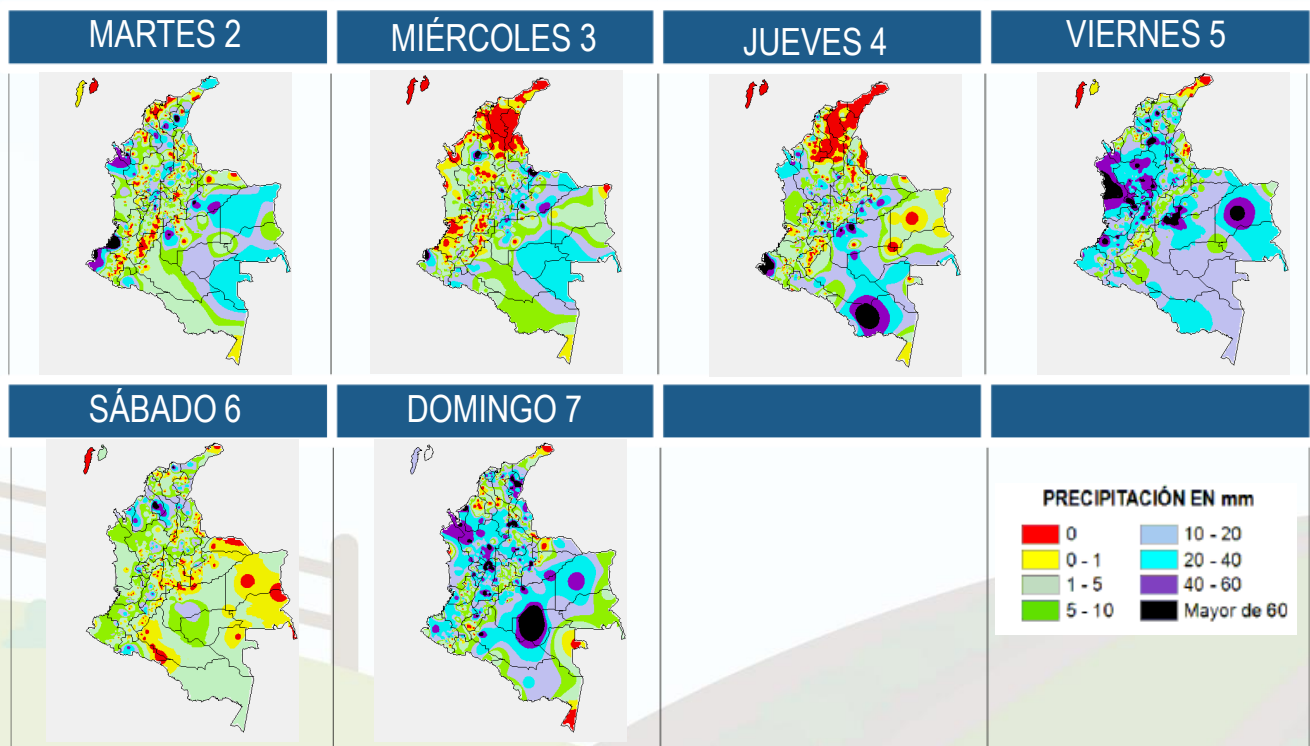 MARTES 2
MIÉRCOLES 3
JUEVES 4
VIERNES 5
SÁBADO 6
DOMINGO 7
PRECIPITACIÓN EN mm
0
10 - 20
0 - 1
20 - 40
1 - 5
40 - 60
5 - 10
Mayor de 60